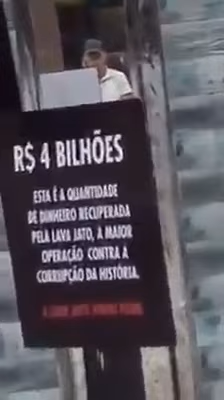 R$ 4 BILHÕES
ESTA É A QUANTIDADE
DE DINHEIRO RECUPERADA
PELA LAVA JATO, A MAIOR
OPERAÇÃO CONTRA A
CORRUPÇÃO DA HISTÓRIA.